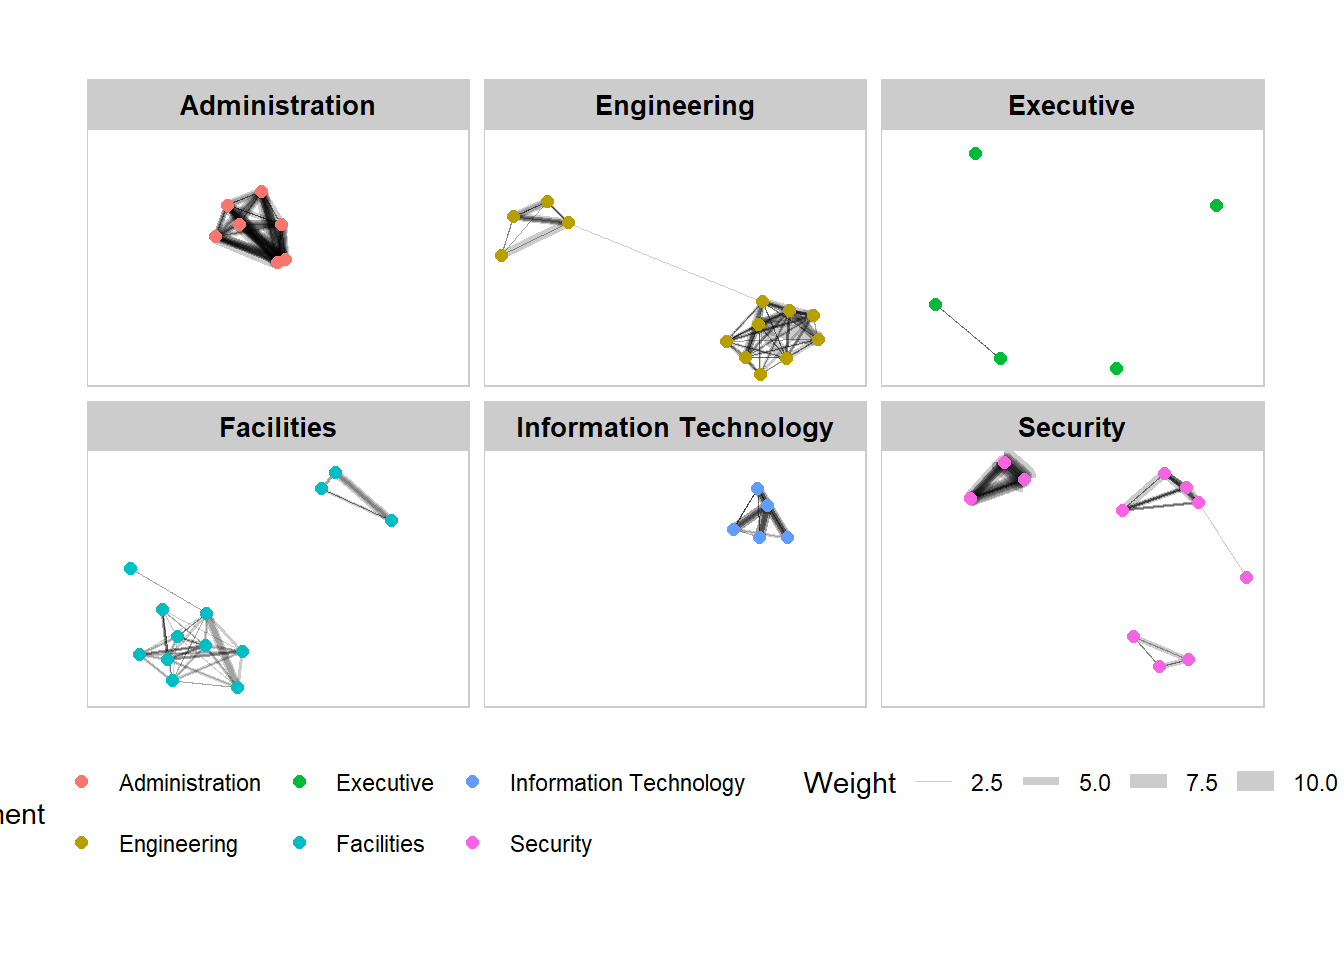 Administration Engineering Executive
Facilities Information Technology Security
Administration Executive Information Technology Weight 2.5 5.0 7.5 10.0
Engineering Facilities Security